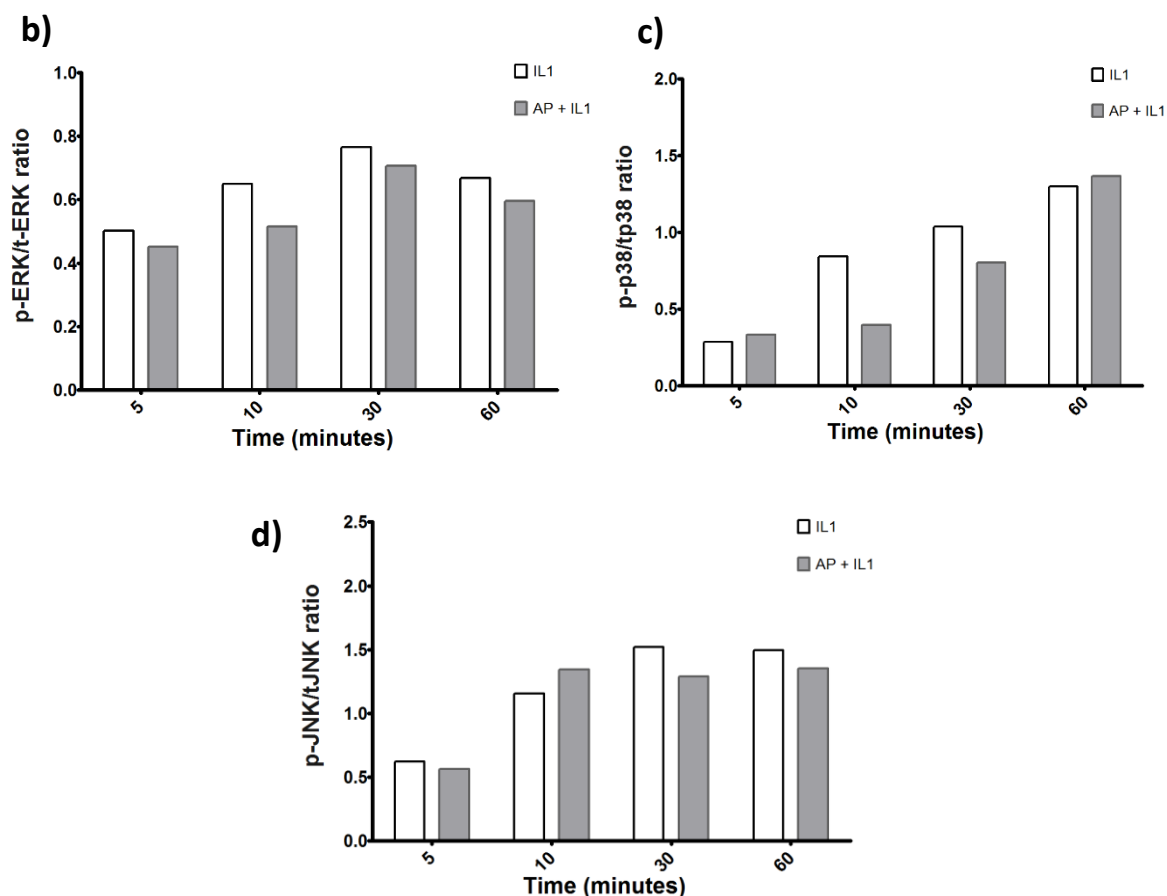 b)
IL1
AP + IL1
p-ERK/t-ERK ratio
1.0
0.8
0.6
0.4
0.2
0.0
5
10
30
60
Time (minutes)
c)
IL1
AP + IL1
p-p38/tp38 ratio
2.0
1.5
1.0
0.5
0.0
5
10
30
60
Time (minutes)
d)
IL1
AP + IL1
p-JNK/tJNK ratio
2.5
2.0
1.5
1.0
0.5
0.0
5
10
30
60
Time (minutes)